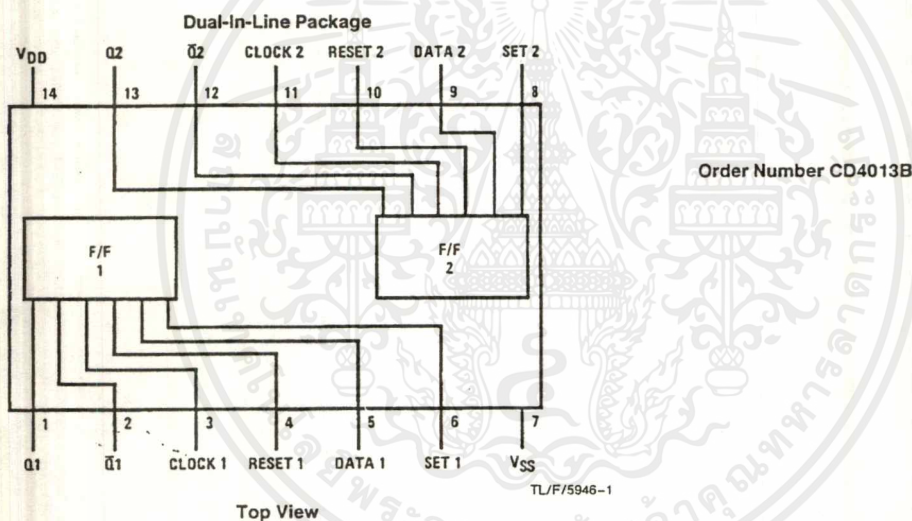 Dual-In-Line Package
VDD Q2 Q̅2 CLOCK 2 RESET 2 DATA 2 SET 2
14 13 12 11 10 9 8
Order Number CD4013B
F/F
1
F/F
2
1 2 3 4 5 6 7
Q1 Q̅1 CLOCK 1 RESET 1 DATA 1 SET 1 VSS
TL/F/5946–1
Top View